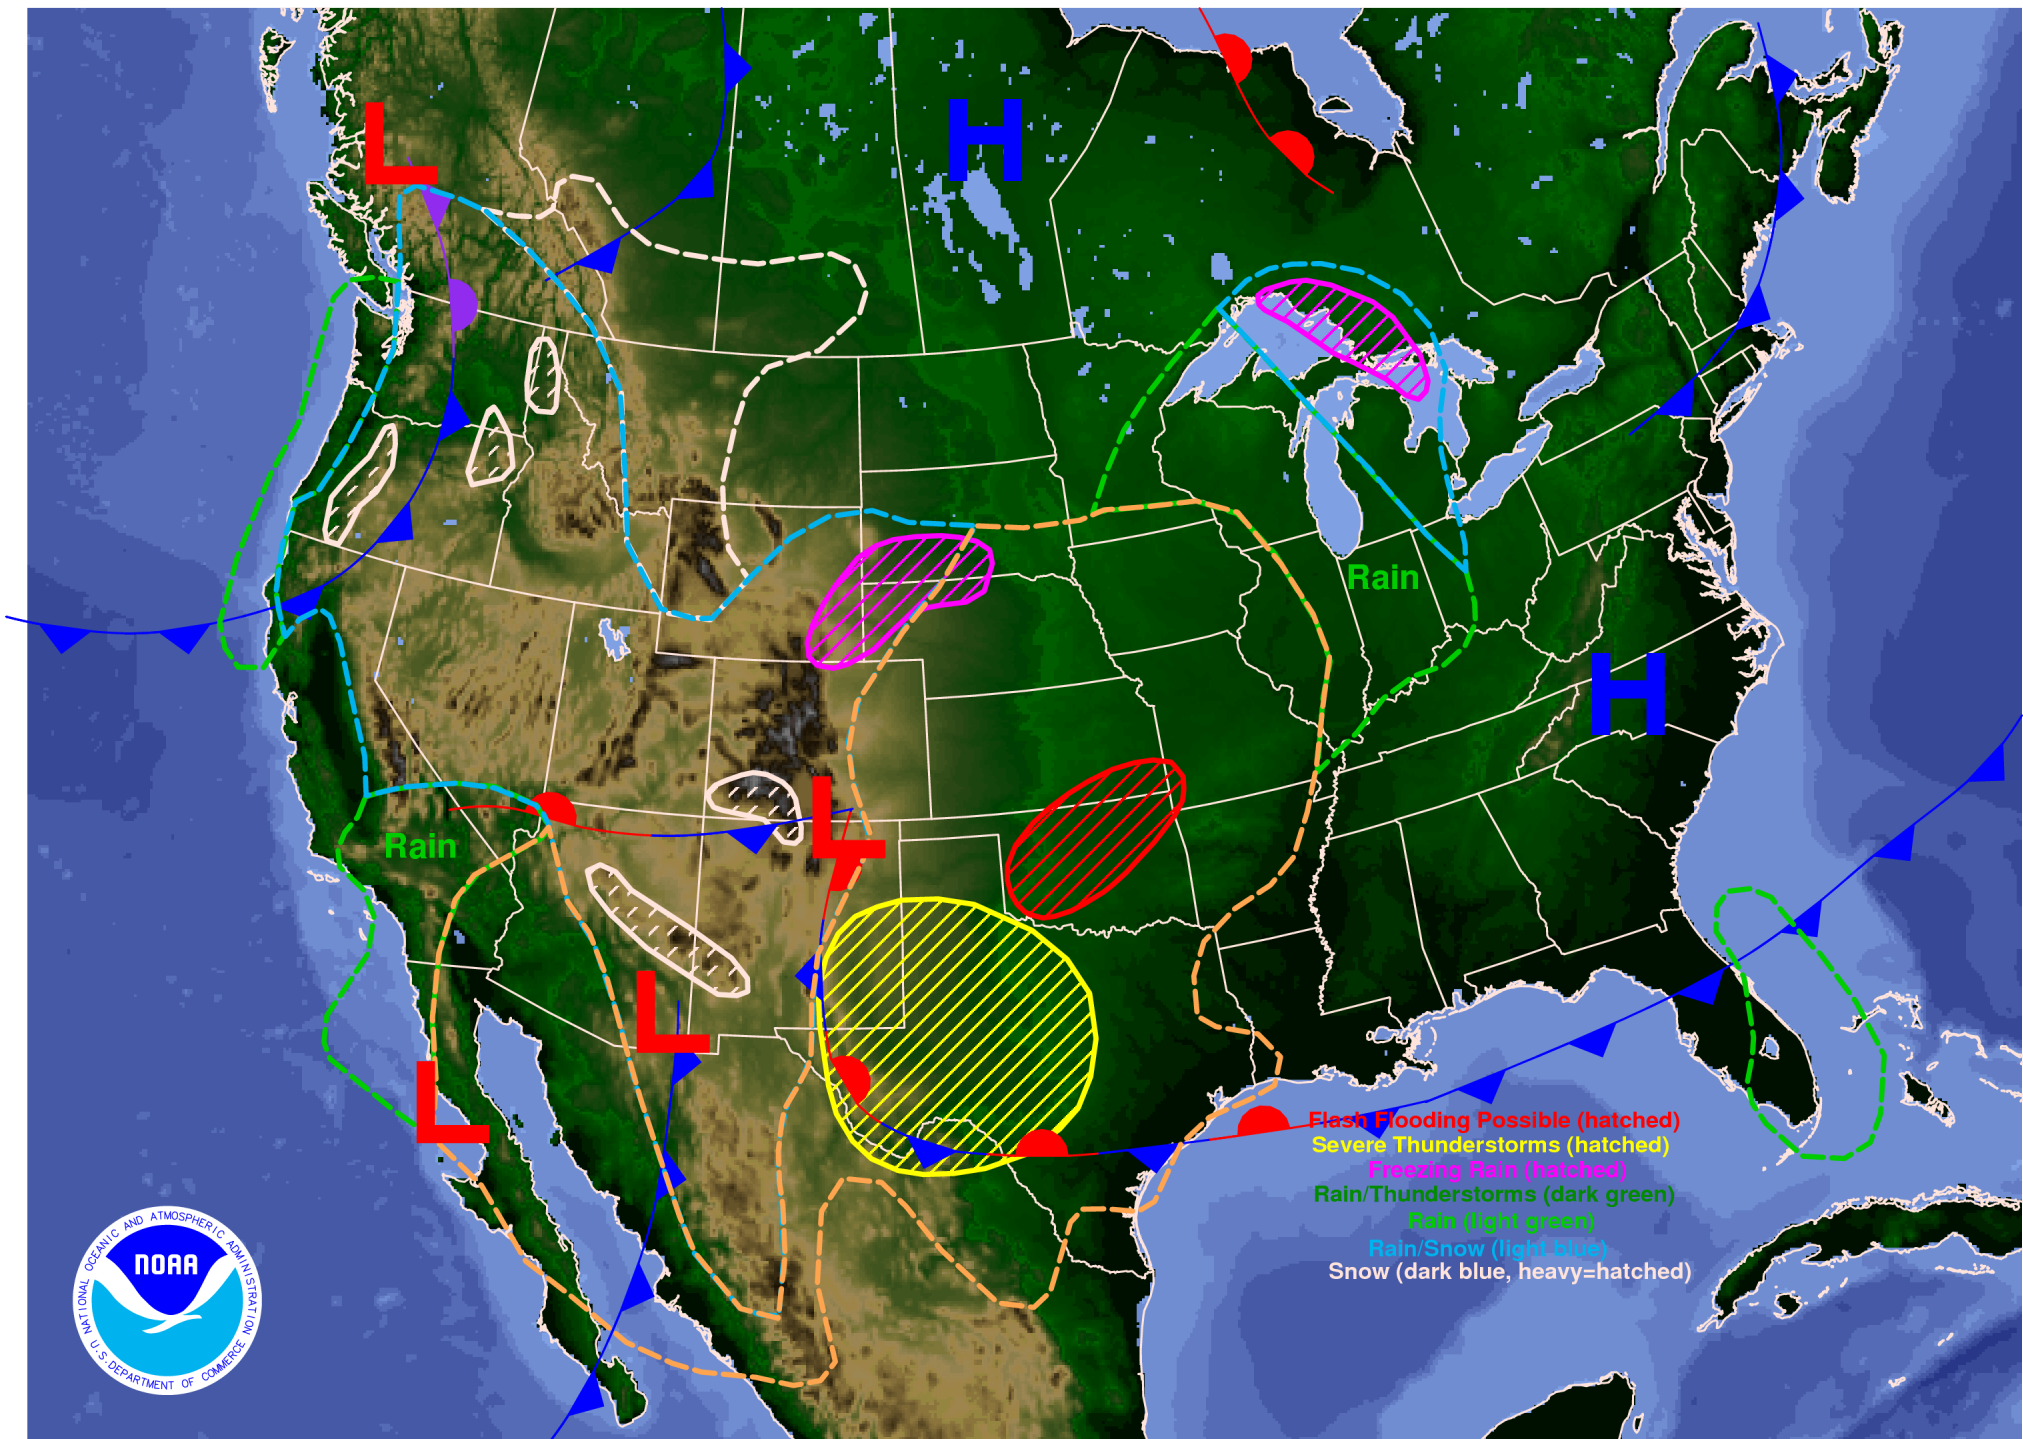 L
H
Rain
H
L
Rain
L
L
Flash Flooding Possible (hatched)
Severe Thunderstorms (hatched)
Freezing Rain (hatched)
Rain/Thunderstorms (dark green)
Rain (light green)
Rain/Snow (light blue)
Snow (dark blue, heavy=hatched)
NATIONAL OCEANIC AND ATMOSPHERIC ADMINISTRATION
NOAA
U.S. DEPARTMENT OF COMMERCE